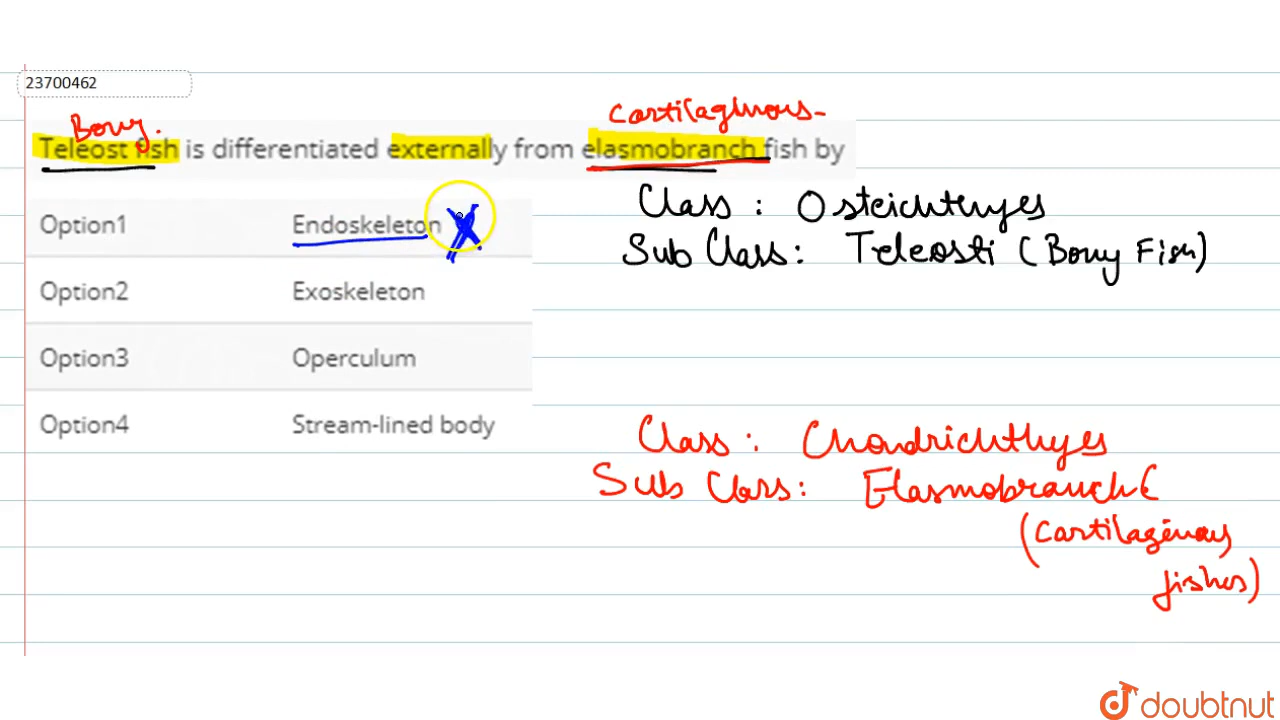 23700462
Bony.
Cartilaginous-
Teleost fish is differentiated externally from elasmobranch fish by
Class : Osteichthyes
Sub Class: Teleosti (Bony Fish)
Option1 Endoskeleton
Option2 Exoskeleton
Option3 Operculum
Option4 Stream-lined body
Class : Chondrichthyes
Sub Class: Elasmobranchi
(Cartilaginous
fishes)
doubtnut